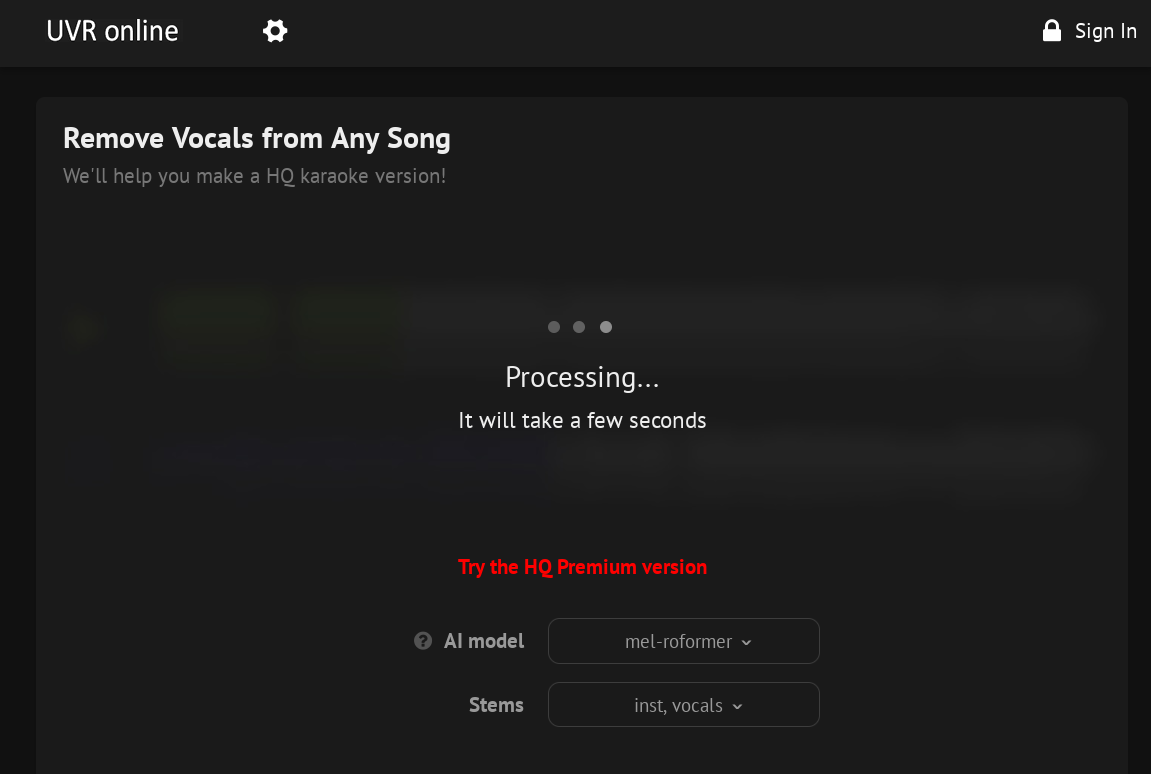 UVR online
Sign In
Remove Vocals from Any Song
We'll help you make a HQ karaoke version!
Processing...
It will take a few seconds
Try the HQ Premium version
AI model
mel-roformer
Stems
inst, vocals